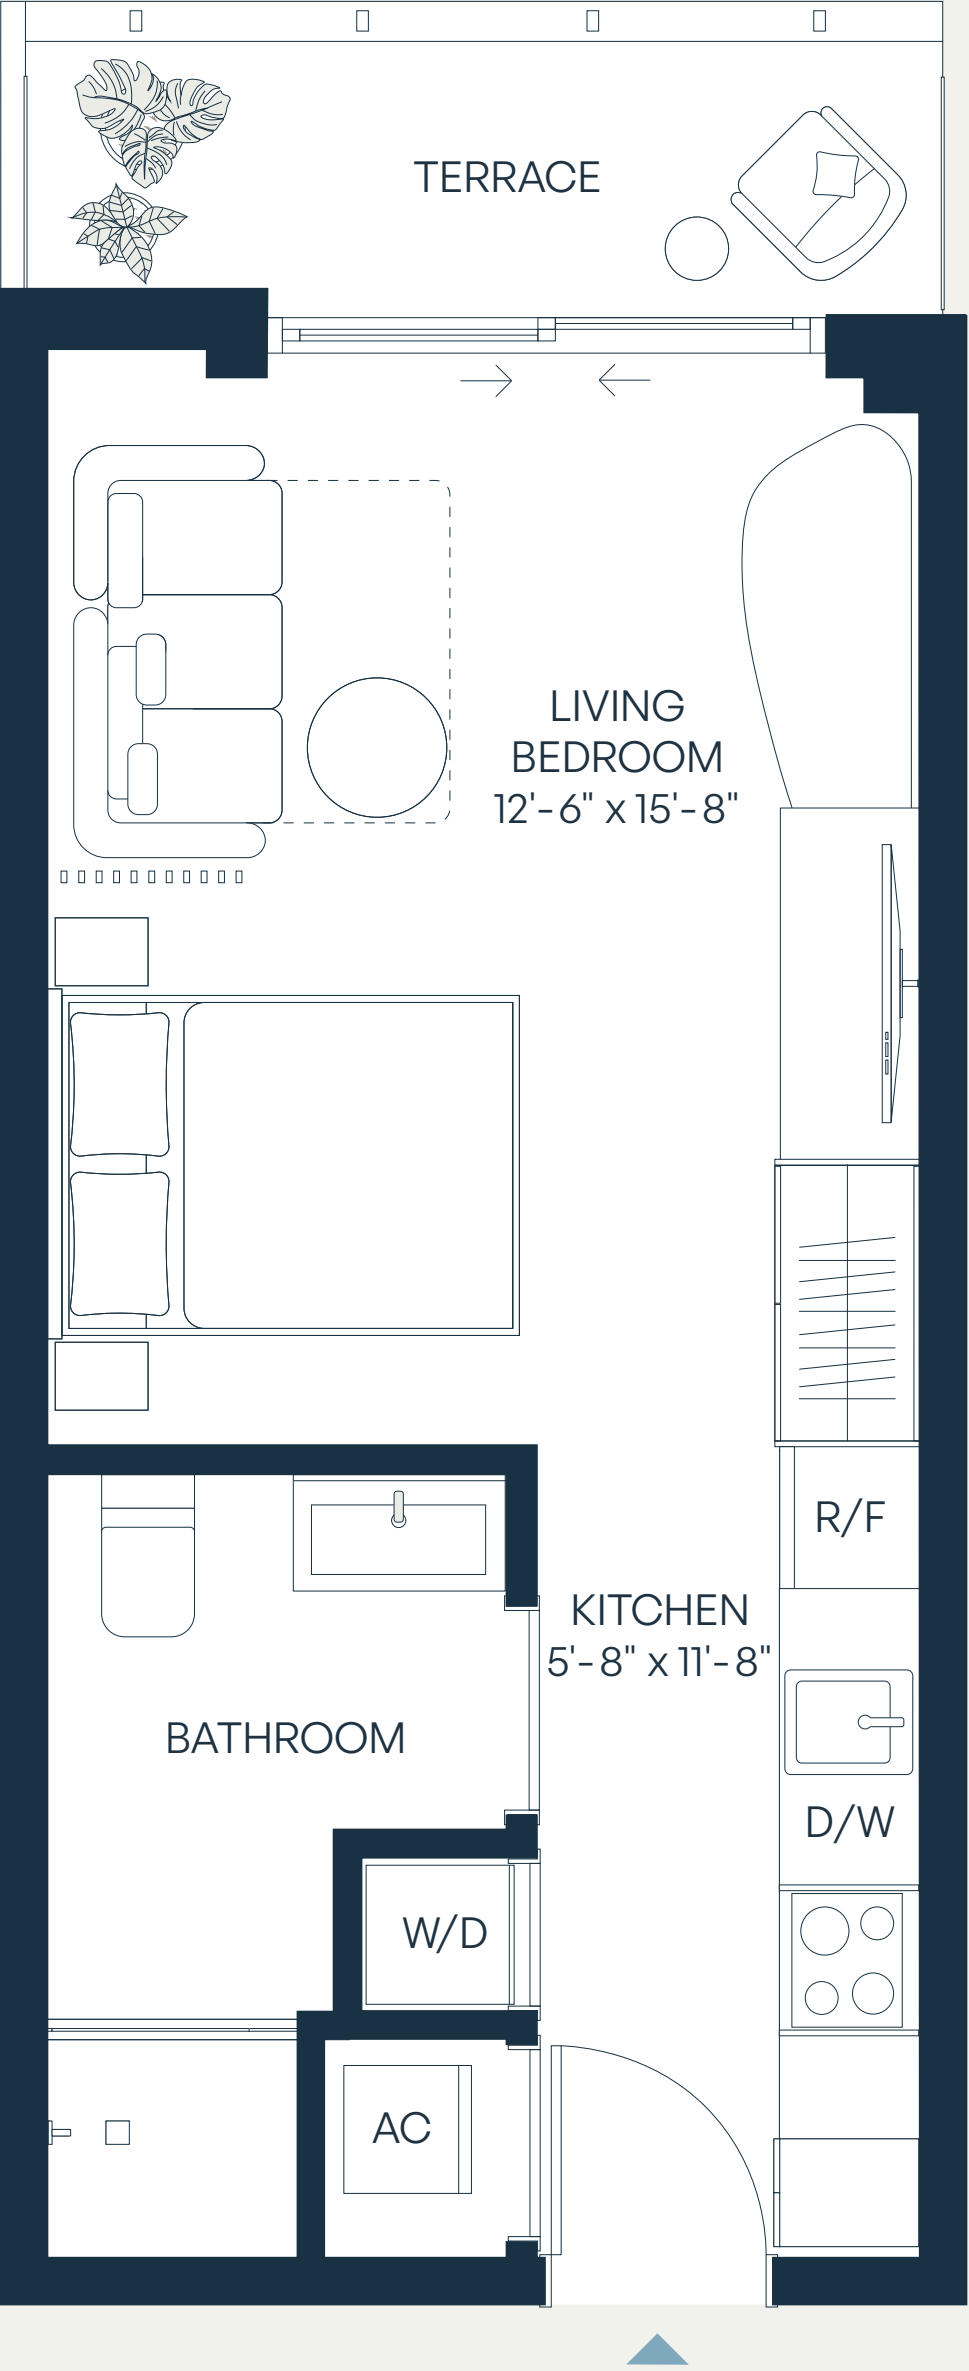 TERRACE
LIVING
BEDROOM
12'-6" x 15'-8"
R/F
KITCHEN
5'-8" x 11'-8"
BATHROOM
D/W
W/D
AC